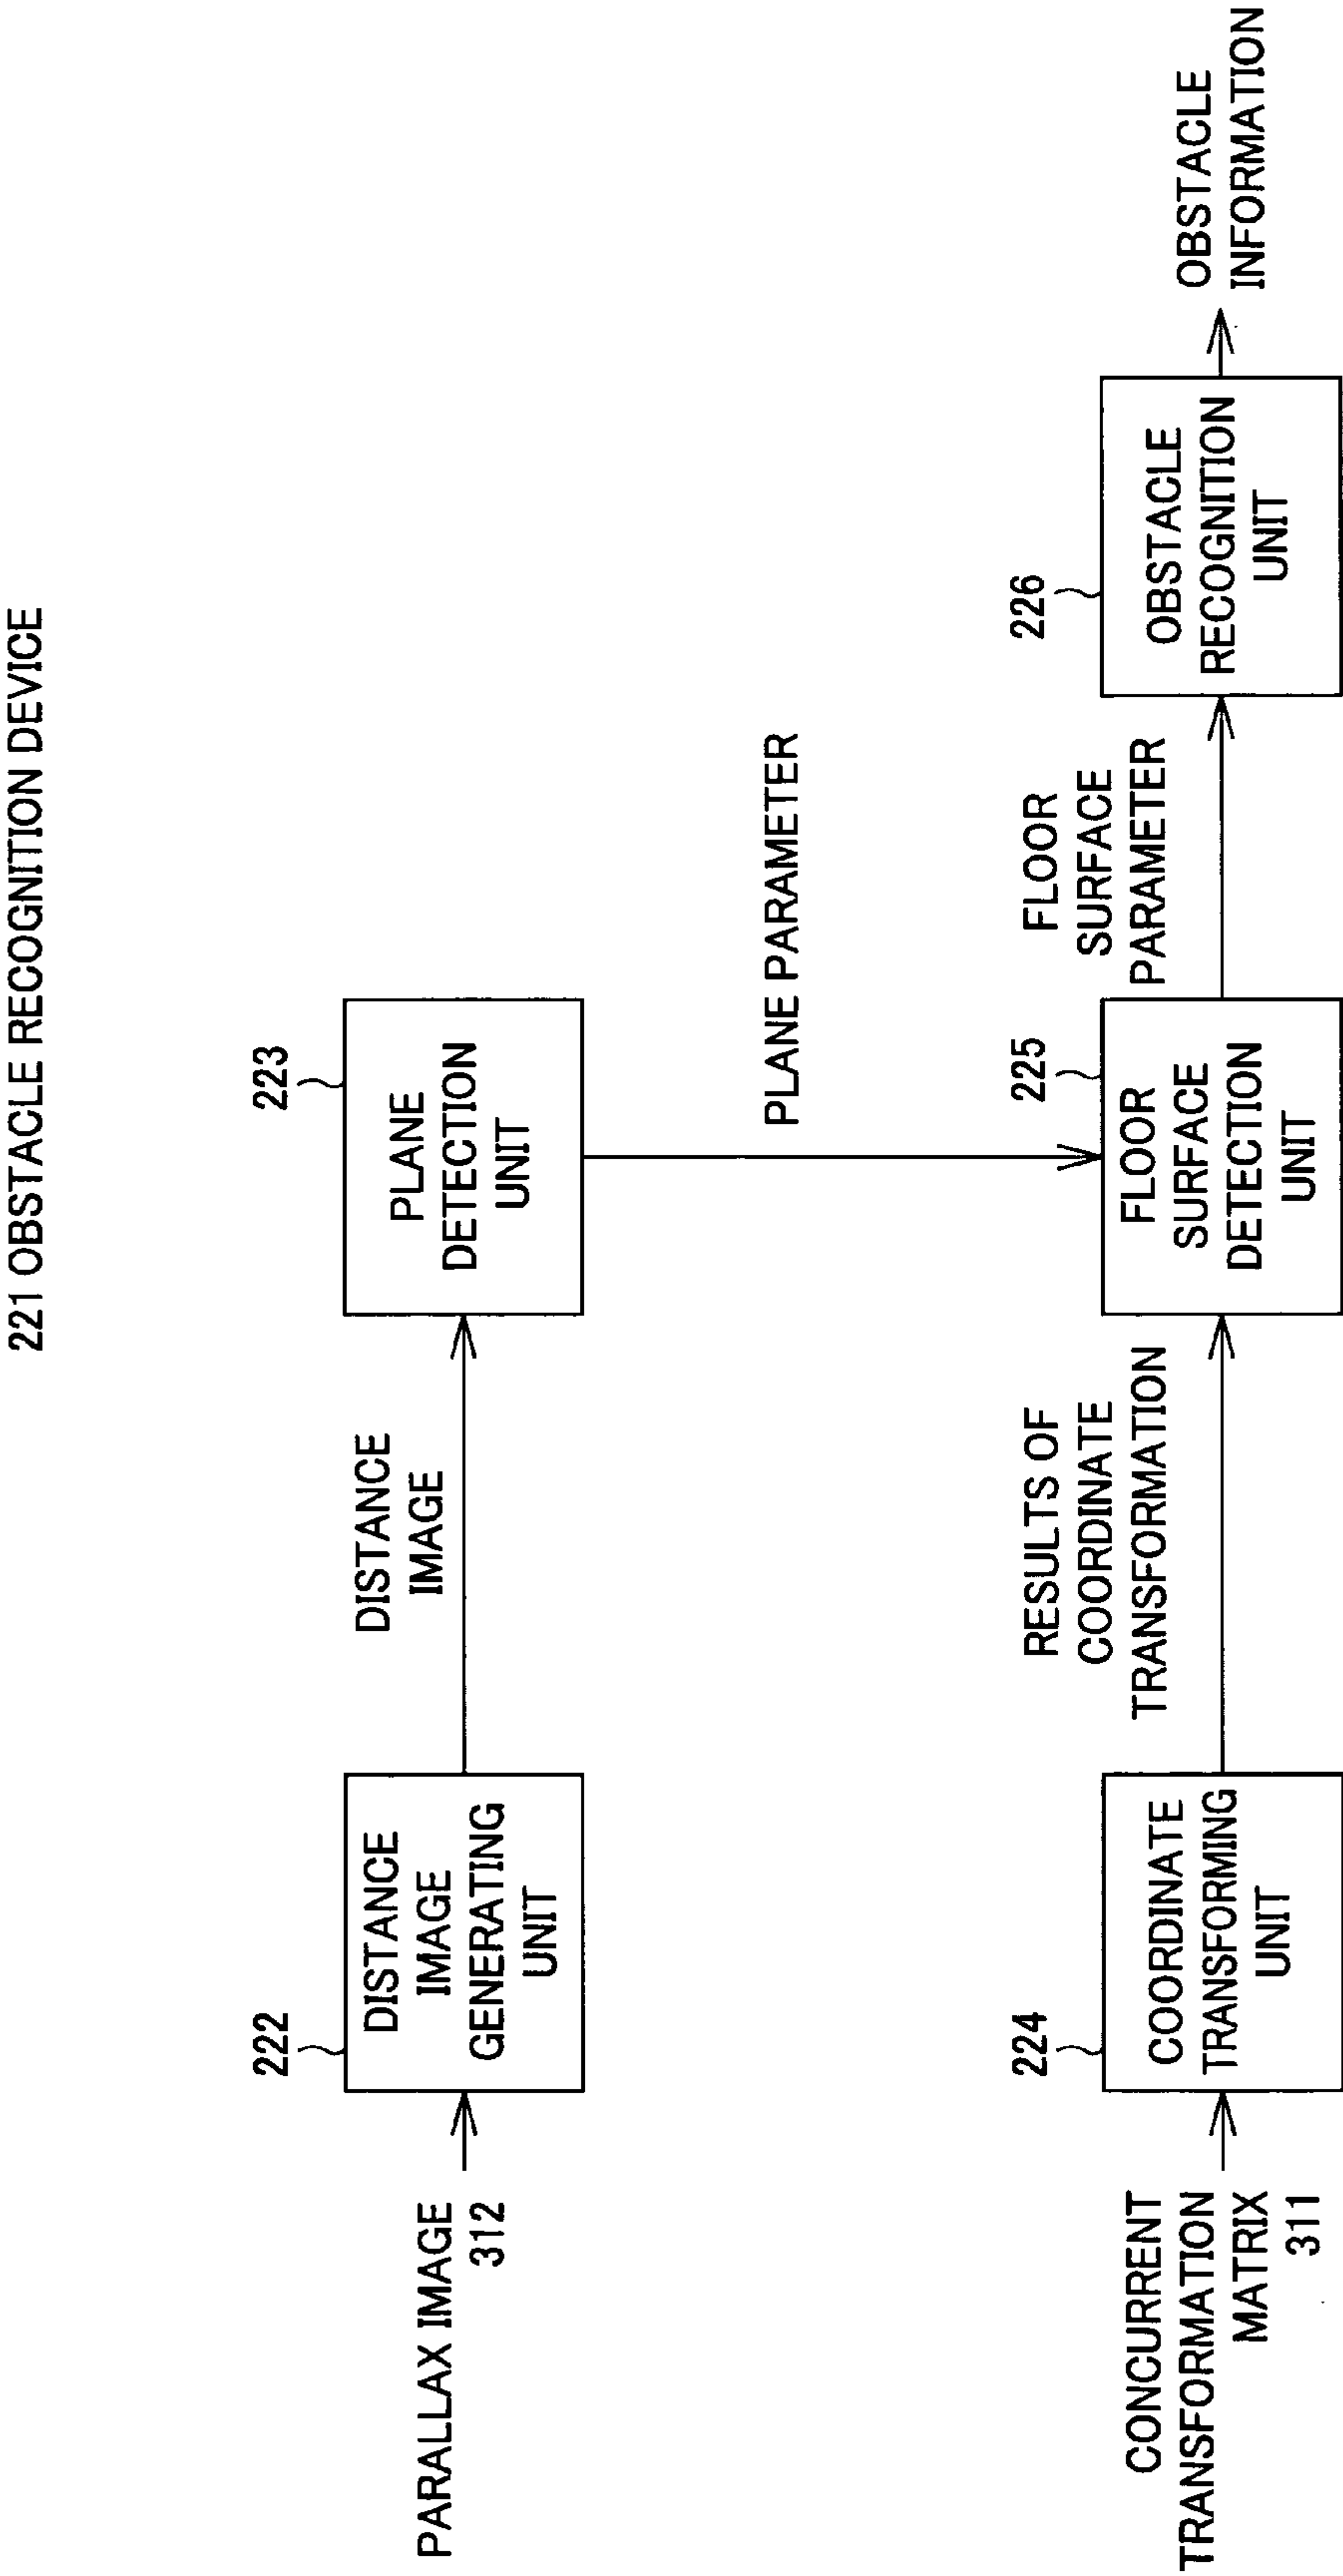 221 OBSTACLE RECOGNITION DEVICE
222
223
PARALLAX IMAGE
312
DISTANCE
IMAGE
GENERATING
UNIT
DISTANCE
IMAGE
PLANE
DETECTION
UNIT
PLANE PARAMETER
224
225
226
CONCURRENT
TRANSFORMATION
MATRIX
311
COORDINATE
TRANSFORMING
UNIT
RESULTS OF
COORDINATE
TRANSFORMATION
FLOOR
SURFACE
DETECTION
UNIT
FLOOR
SURFACE
PARAMETER
OBSTACLE
RECOGNITION
UNIT
OBSTACLE
INFORMATION